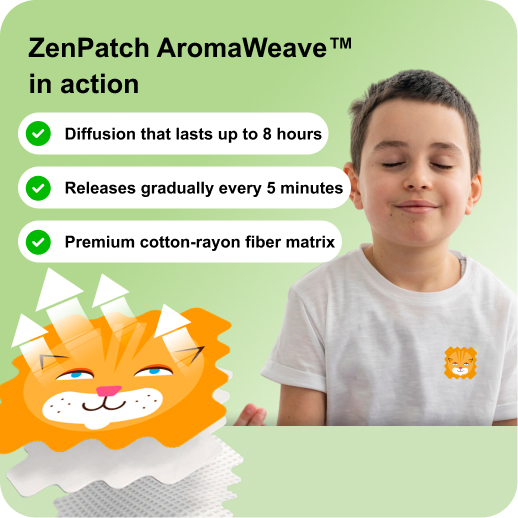 ZenPatch AromaWeave™
in action
Diffusion that lasts up to 8 hours
Releases gradually every 5 minutes
Premium cotton-rayon fiber matrix